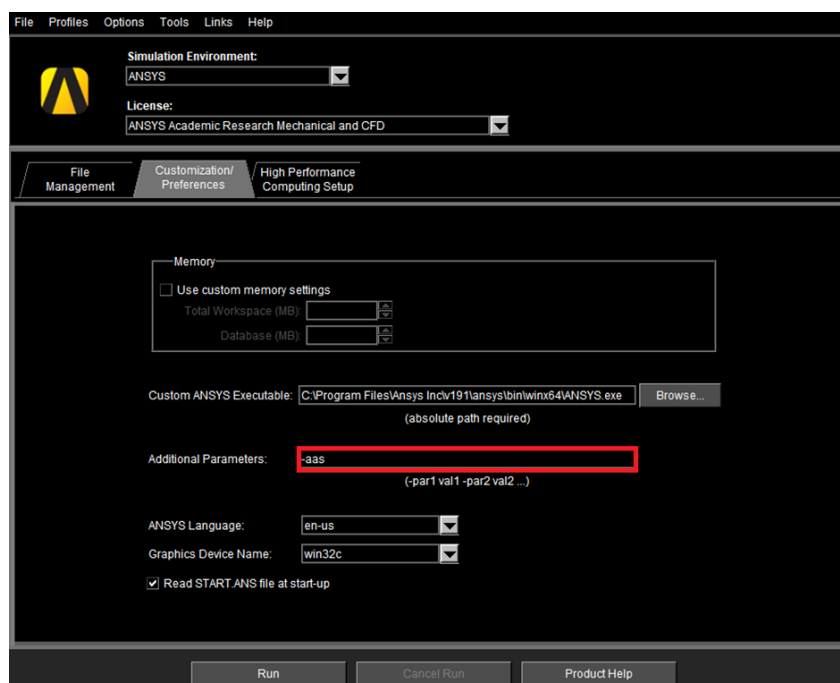 File Profiles Options Tools Links Help
Simulation Environment:
ANSYS
License:
ANSYS Academic Research Mechanical and CFD
File Management
Customization/ Preferences
High Performance Computing Setup
Memory
Use custom memory settings
Total Workspace (MB):
Database (MB):
Custom ANSYS Executable: C:\Program Files\Ansys Inc\v191\ansys\bin\winx64\ANSYS.exe Browse...
(absolute path required)
Additional Parameters: -aas
(-par1 val1 -par2 val2 ...)
ANSYS Language: en-us
Graphics Device Name: win32c
Read START.ANS file at start-up
Run Cancel Run Product Help